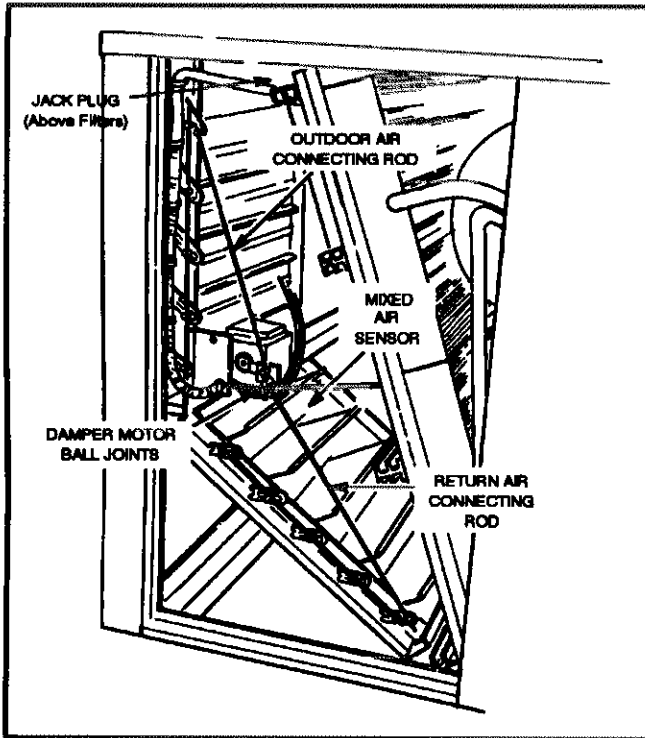 JACK PLUG
(Above Filters)
OUTDOOR AIR
CONNECTING ROD
MIXED
AIR
SENSOR
DAMPER MOTOR
BALL JOINTS
RETURN AIR
CONNECTING
ROD